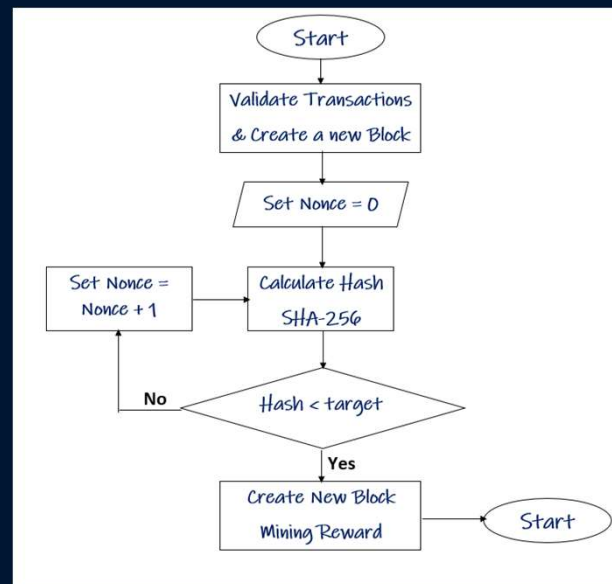 Start
Validate Transactions
& Create a new Block
Set Nonce = 0
Set Nonce =
Nonce + 1
Calculate Hash
SHA-256
No
Hash < target
Yes
Create New Block
Mining Reward
Start